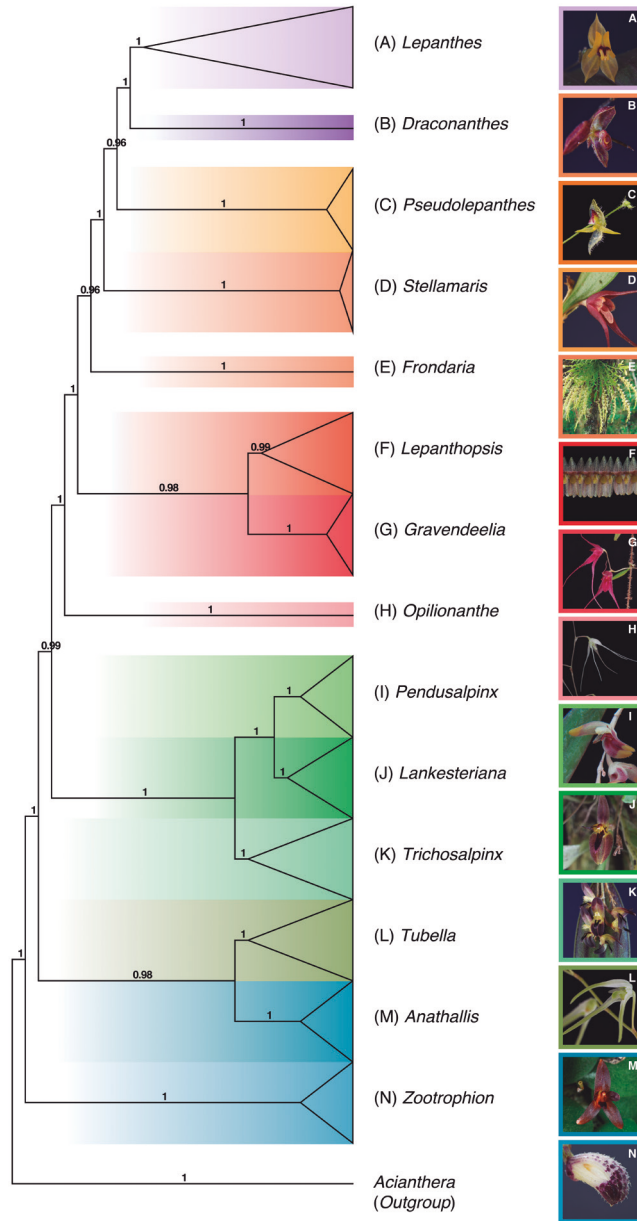 1
(A) Lepanthes
A
1
1
(B) Draconanthes
B
0.96
1
(C) Pseudolepanthes
C
1
1
(D) Stellamaris
D
0.96
1
(E) Frondaria
E
1
0.99
(F) Lepanthopsis
F
0.98
1
(G) Gravendeelia
G
1
1
(H) Opilionanthe
H
0.99
1
(I) Pendusalpinx
I
1
1
(J) Lankesteriana
J
1
1
(K) Trichosalpinx
K
1
1
(L) Tubella
L
0.98
1
(M) Anathallis
M
1
1
(N) Zootrophion
N
1
Acianthera
(Outgroup)